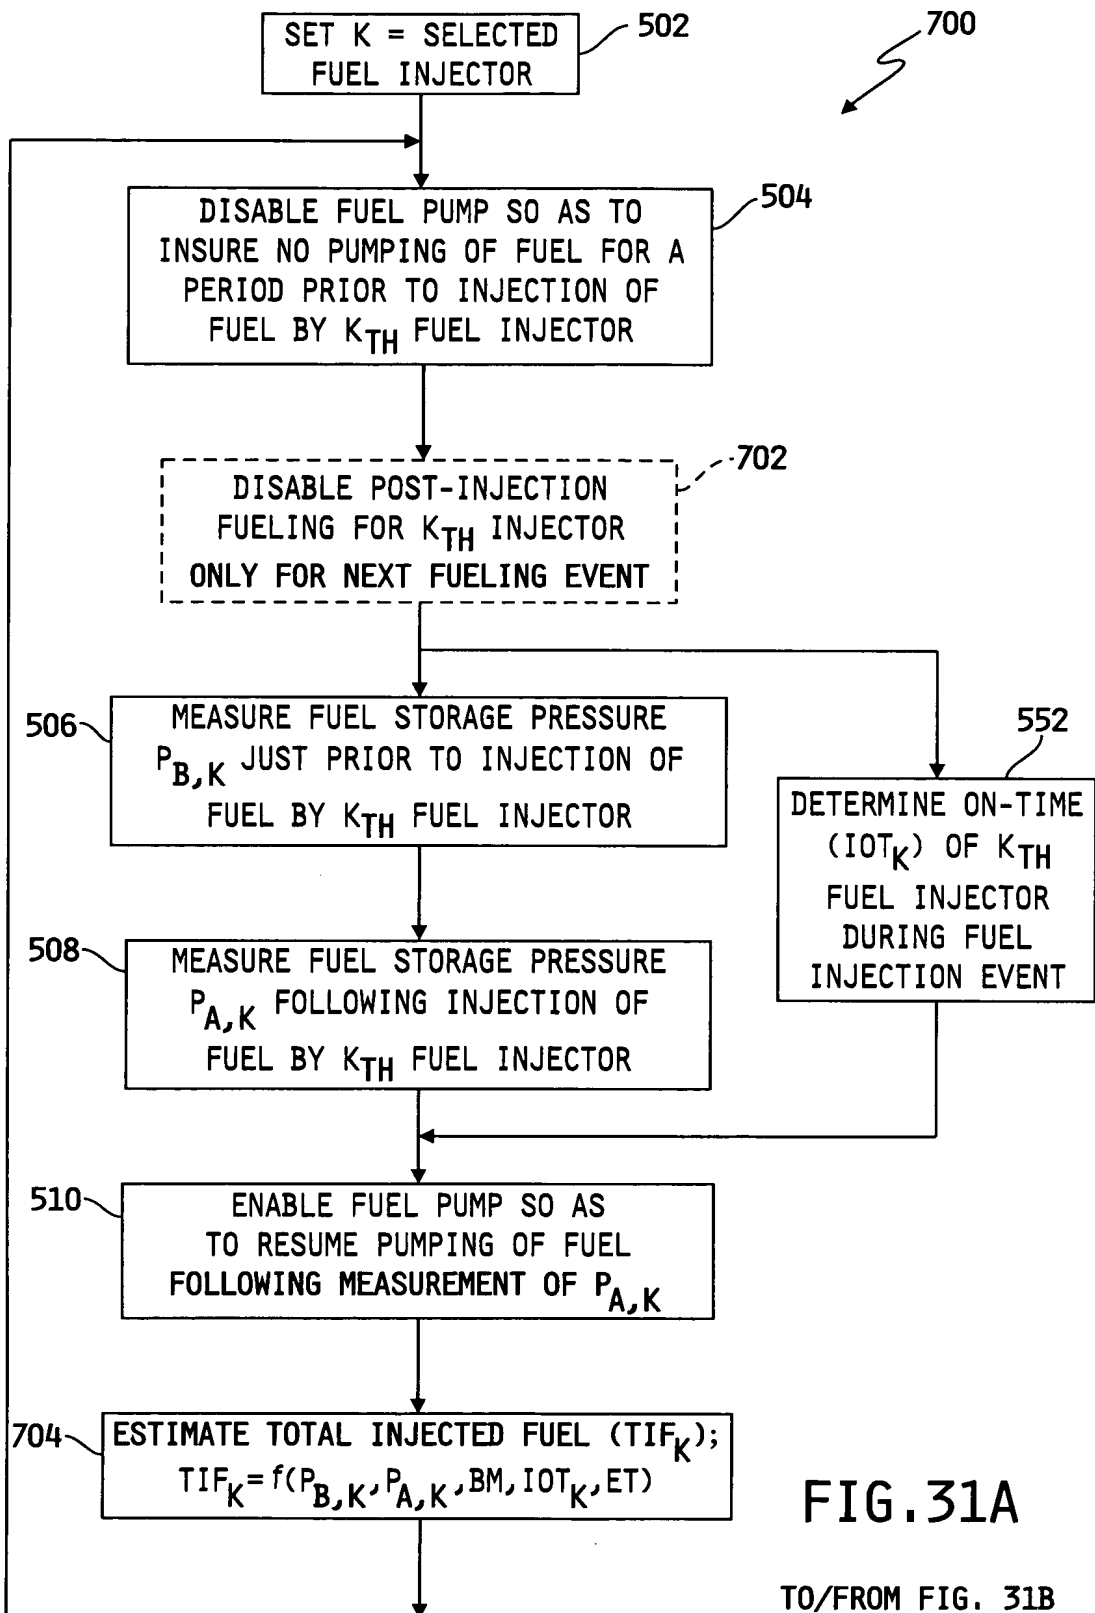 SET K = SELECTED
FUEL INJECTOR
502
700
DISABLE FUEL PUMP SO AS TO
INSURE NO PUMPING OF FUEL FOR A
PERIOD PRIOR TO INJECTION OF
FUEL BY KTH FUEL INJECTOR
504
DISABLE POST-INJECTION
FUELING FOR KTH INJECTOR
ONLY FOR NEXT FUELING EVENT
702
506
MEASURE FUEL STORAGE PRESSURE
PB,K JUST PRIOR TO INJECTION OF
FUEL BY KTH FUEL INJECTOR
552
DETERMINE ON-TIME
(IOTK) OF KTH
FUEL INJECTOR
DURING FUEL
INJECTION EVENT
508
MEASURE FUEL STORAGE PRESSURE
PA,K FOLLOWING INJECTION OF
FUEL BY KTH FUEL INJECTOR
510
ENABLE FUEL PUMP SO AS
TO RESUME PUMPING OF FUEL
FOLLOWING MEASUREMENT OF PA,K
704
ESTIMATE TOTAL INJECTED FUEL (TIFK);
TIFK=f(PB,K,PA,K,BM,IOTK,ET)
FIG.31A
TO/FROM FIG. 31B